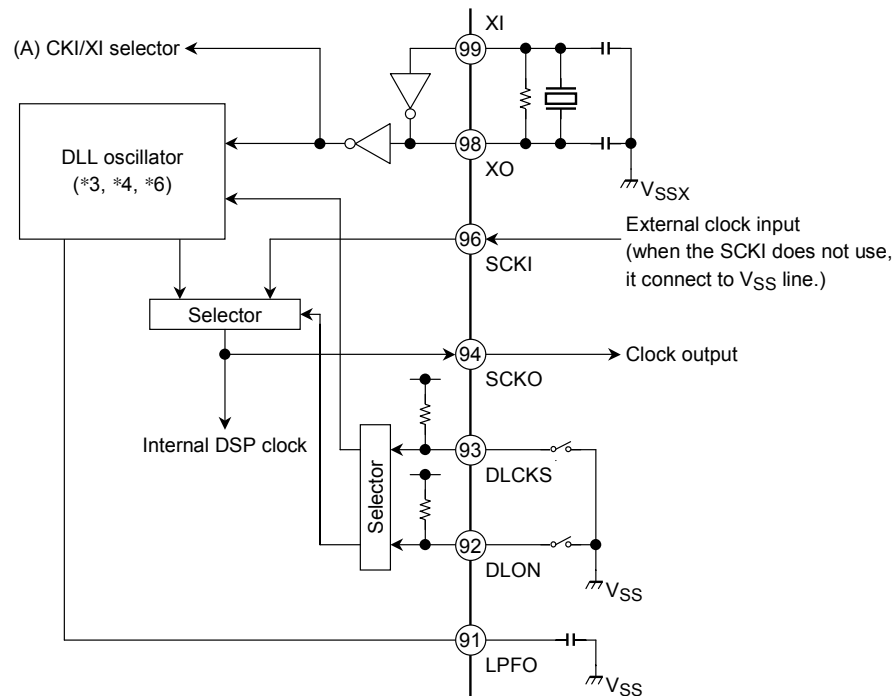 XI
(A) CKI/XI selector
99
DLL oscillator
(*3, *4, *6)
98
XO
VSSX
External clock input
(when the SCKI does not use,
it connect to VSS line.)
96
SCKI
Selector
94
Clock output
SCKO
Internal DSP clock
93
DLCKS
Selector
92
DLON
VSS
91
LPFO
VSS